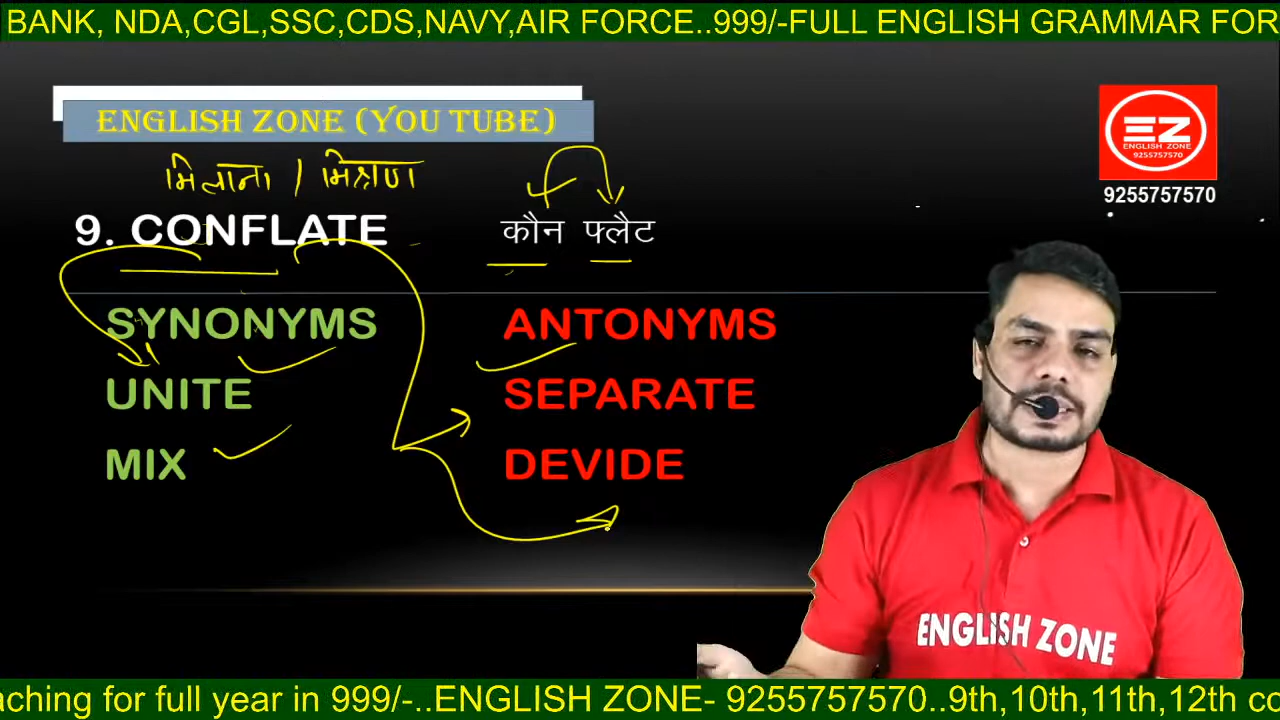 BANK, NDA,CGL,SSC,CDS,NAVY,AIR FORCE..999/-FULL ENGLISH GRAMMAR FOR
ENGLISH ZONE (YOU TUBE)
EZ
ENGLISH ZONE
9255757570
9255757570
मिलाना / मिश्रण
9. CONFLATE कौन फ्लैट
SYNONYMS ANTONYMS
UNITE SEPARATE
MIX DEVIDE
ENGLISH ZONE
aching for full year in 999/-..ENGLISH ZONE- 9255757570..9th,10th,11th,12th co